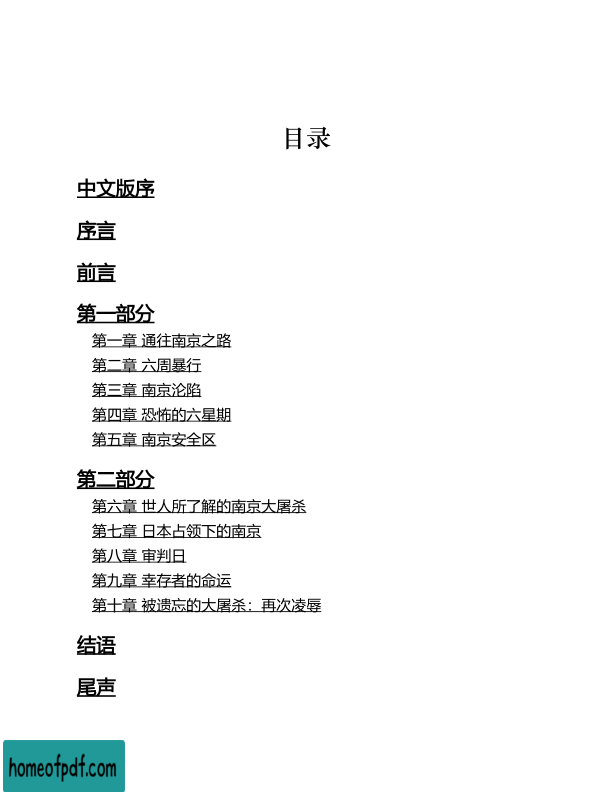 目录
中文版序
序言
前言
第一部分
第一章 通往南京之路
第二章 六周暴行
第三章 南京沦陷
第四章 恐怖的六星期
第五章 南京安全区
第二部分
第六章 世人所了解的南京大屠杀
第七章 日本占领下的南京
第八章 审判日
第九章 幸存者的命运
第十章 被遗忘的大屠杀：再次凌辱
结语
尾声
homeofpdf.com